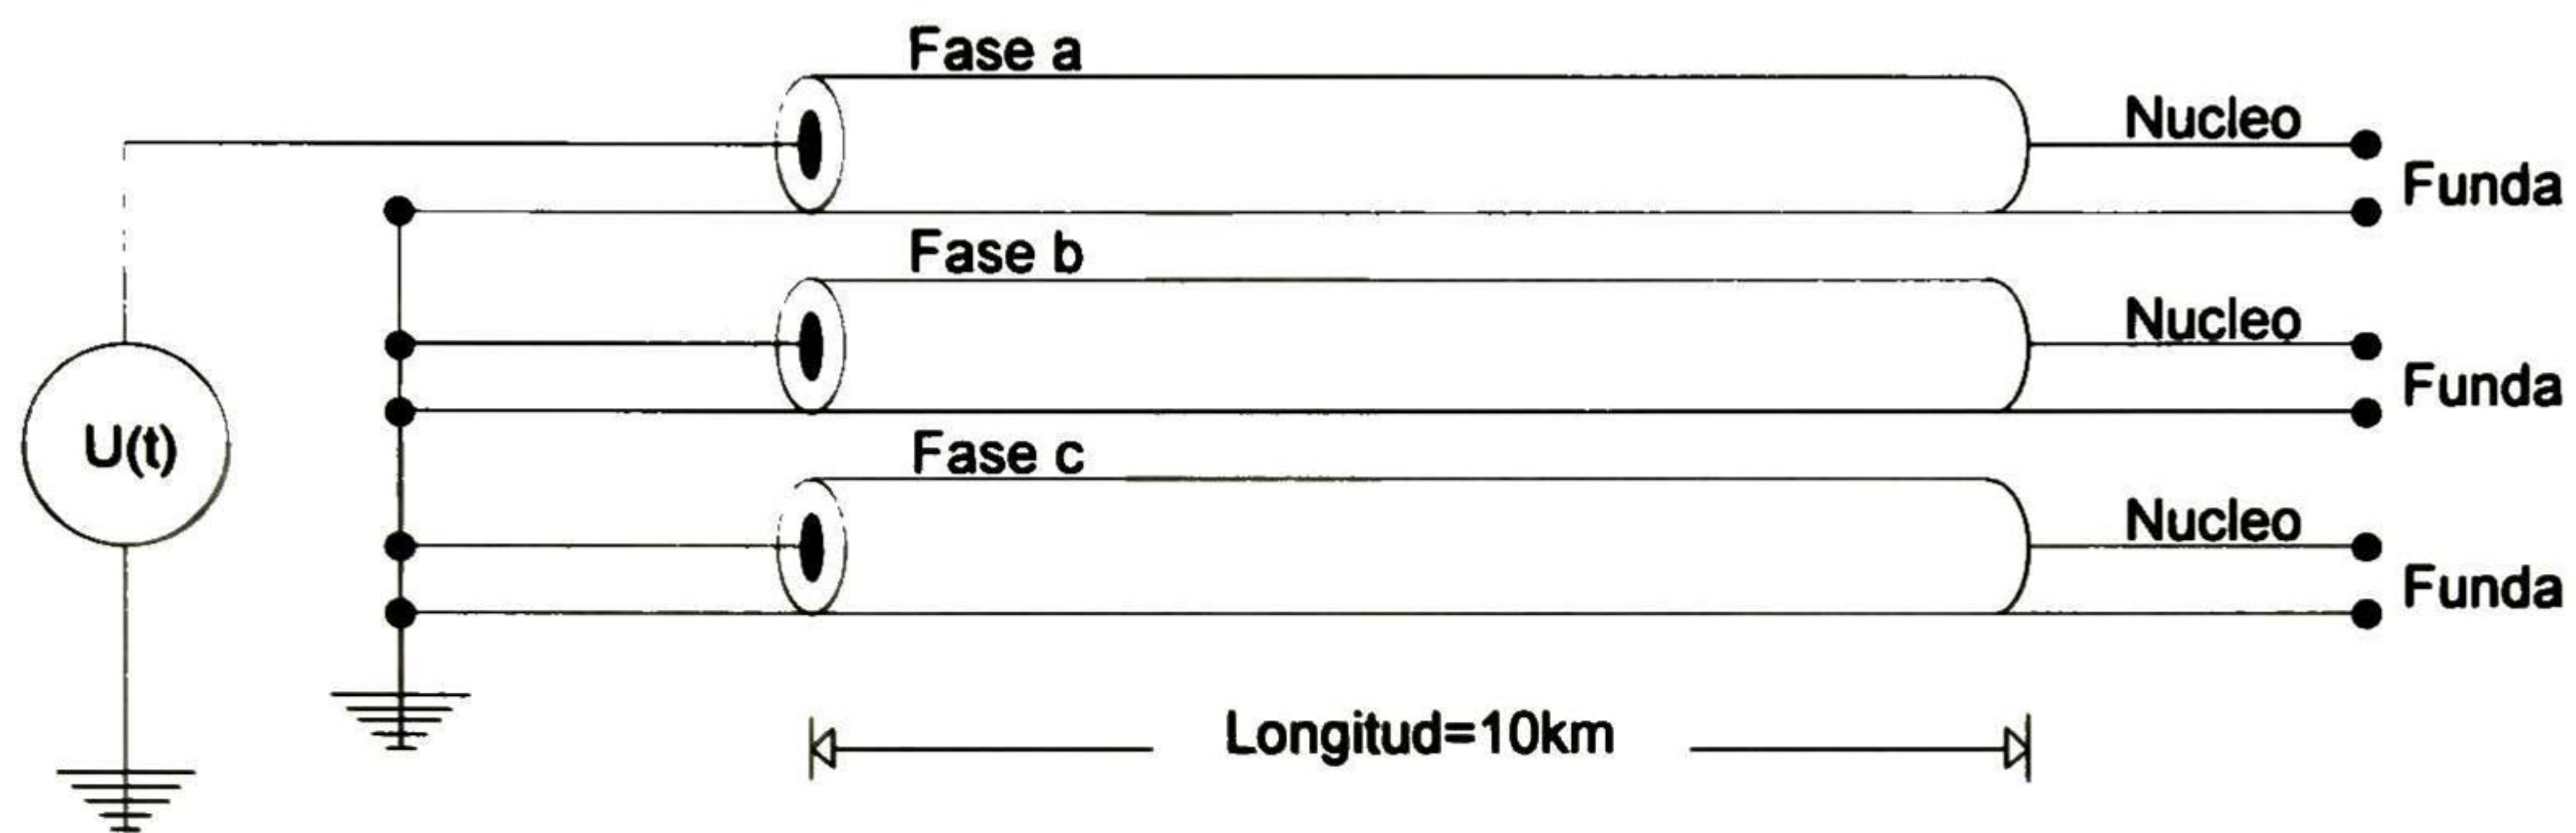 Fase a
Nucleo
Funda
Fase b
Nucleo
Funda
U(t)
Fase c
Nucleo
Funda
Longitud=10km